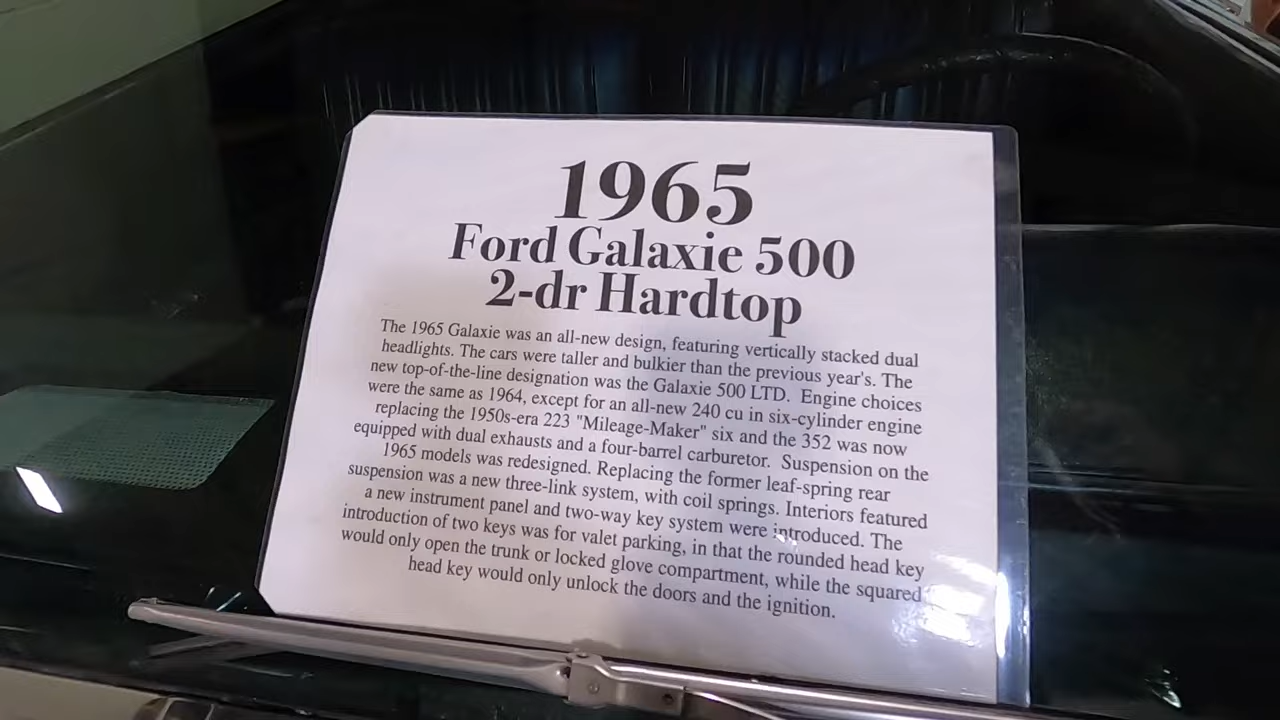 1965
Ford Galaxie 500
2-dr Hardtop
The 1965 Galaxie was an all-new design, featuring vertically stacked dual
headlights. The cars were taller and bulkier than the previous year's. The
new top-of-the-line designation was the Galaxie 500 LTD. Engine choices
were the same as 1964, except for an all-new 240 cu in six-cylinder engine
replacing the 1950s-era 223 "Mileage-Maker" six and the 352 was now
equipped with dual exhausts and a four-barrel carburetor. Suspension on the
1965 models was redesigned. Replacing the former leaf-spring rear
suspension was a new three-link system, with coil springs. Interiors featured
a new instrument panel and two-way key system were introduced. The
introduction of two keys was for valet parking, in that the rounded head key
would only open the trunk or locked glove compartment, while the squared
head key would only unlock the doors and the ignition.